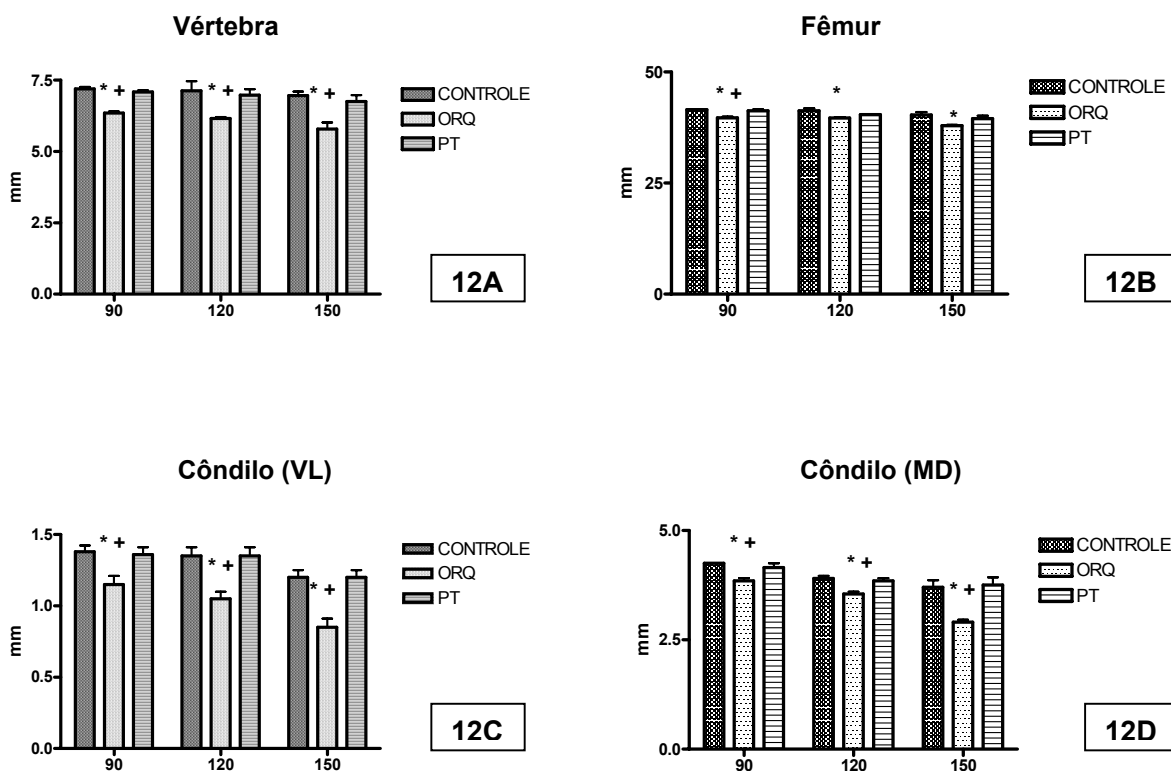 Vértebra
7.5
5.0
2.5
0.0
mm
* +
* +
* +
90
120
150
CONTROLE
ORQ
PT
12A
Fêmur
50
25
0
mm
* +
*
*
90
120
150
CONTROLE
ORQ
PT
12B
Côndilo (VL)
1.5
1.0
0.5
0.0
mm
* +
* +
* +
90
120
150
CONTROLE
ORQ
PT
12C
Côndilo (MD)
5.0
2.5
0.0
mm
* +
* +
* +
90
120
150
CONTROLE
ORQ
PT
12D